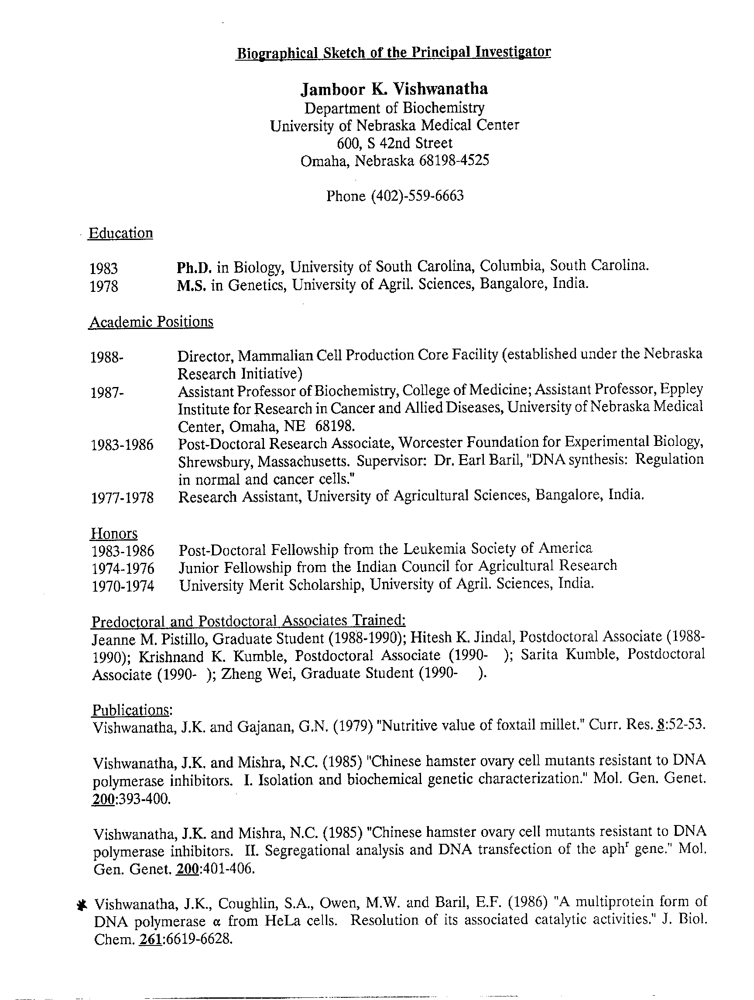 Biographical Sketch of the Principal Investigator
Jamboor K. Vishwanatha
Department of Biochemistry
University of Nebraska Medical Center
600, S 42nd Street
Omaha, Nebraska 68198-4525
Phone (402)-559-6663
Education
1983 Ph.D. in Biology, University of South Carolina, Columbia, South Carolina.
1978 M.S. in Genetics, University of Agril. Sciences, Bangalore, India.
Academic Positions
1988- Director, Mammalian Cell Production Core Facility (established under the Nebraska
Research Initiative)
1987- Assistant Professor of Biochemistry, College of Medicine; Assistant Professor, Eppley
Institute for Research in Cancer and Allied Diseases, University of Nebraska Medical
Center, Omaha, NE 68198.
1983-1986 Post-Doctoral Research Associate, Worcester Foundation for Experimental Biology,
Shrewsbury, Massachusetts. Supervisor: Dr. Earl Baril, "DNA synthesis: Regulation
in normal and cancer cells."
1977-1978 Research Assistant, University of Agricultural Sciences, Bangalore, India.
Honors
1983-1986 Post-Doctoral Fellowship from the Leukemia Society of America
1974-1976 Junior Fellowship from the Indian Council for Agricultural Research
1970-1974 University Merit Scholarship, University of Agril. Sciences, India.
Predoctoral and Postdoctoral Associates Trained:
Jeanne M. Pistillo, Graduate Student (1988-1990); Hitesh K. Jindal, Postdoctoral Associate (1988-
1990); Krishnand K. Kumble, Postdoctoral Associate (1990- ); Sarita Kumble, Postdoctoral
Associate (1990- ); Zheng Wei, Graduate Student (1990- ).
Publications:
Vishwanatha, J.K. and Gajanan, G.N. (1979) "Nutritive value of foxtail millet." Curr. Res. 8:52-53.
Vishwanatha, J.K. and Mishra, N.C. (1985) "Chinese hamster ovary cell mutants resistant to DNA
polymerase inhibitors. I. Isolation and biochemical genetic characterization." Mol. Gen. Genet.
200:393-400.
Vishwanatha, J.K. and Mishra, N.C. (1985) "Chinese hamster ovary cell mutants resistant to DNA
polymerase inhibitors. II. Segregational analysis and DNA transfection of the aphʳ gene." Mol.
Gen. Genet. 200:401-406.
* Vishwanatha, J.K., Coughlin, S.A., Owen, M.W. and Baril, E.F. (1986) "A multiprotein form of
DNA polymerase α from HeLa cells. Resolution of its associated catalytic activities." J. Biol.
Chem. 261:6619-6628.